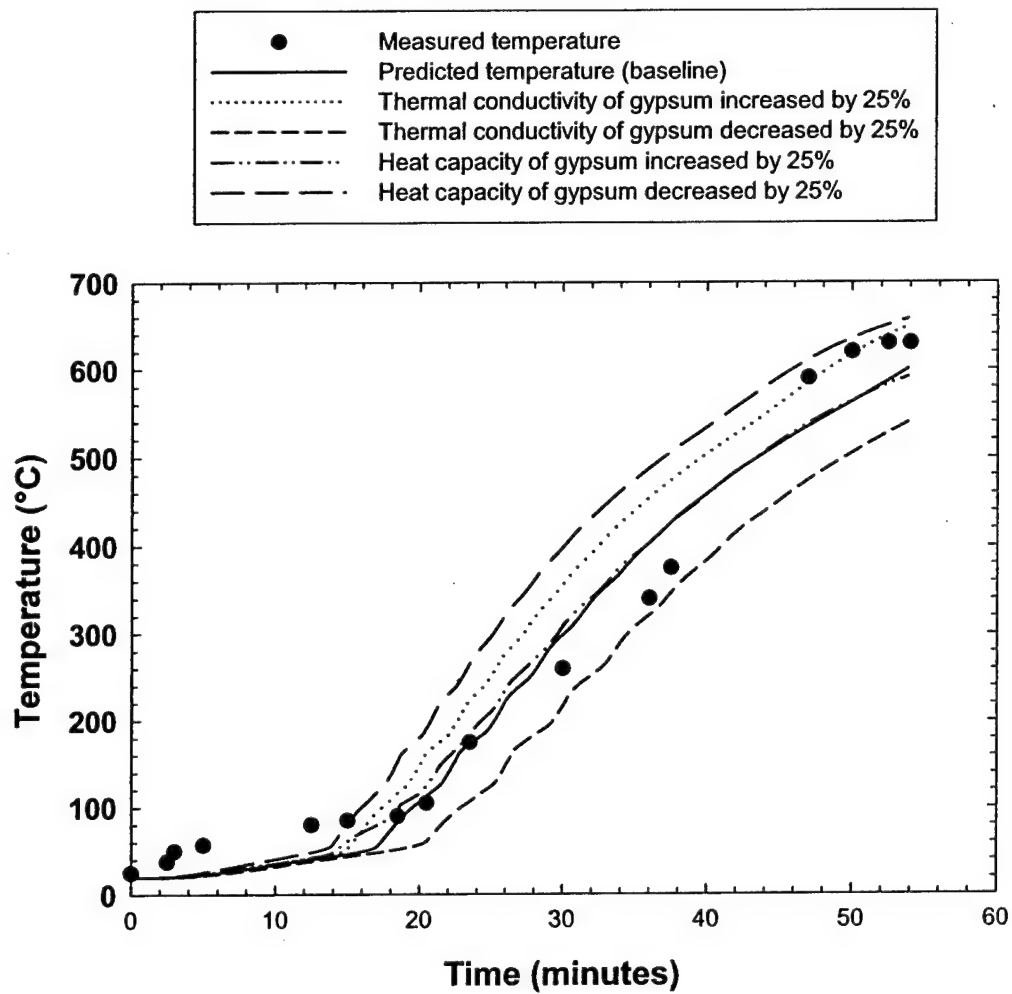 Measured temperature
Predicted temperature (baseline)
Thermal conductivity of gypsum increased by 25%
Thermal conductivity of gypsum decreased by 25%
Heat capacity of gypsum increased by 25%
Heat capacity of gypsum decreased by 25%
700
600
500
400
300
200
100
0
Temperature (°C)
0 10 20 30 40 50 60
Time (minutes)